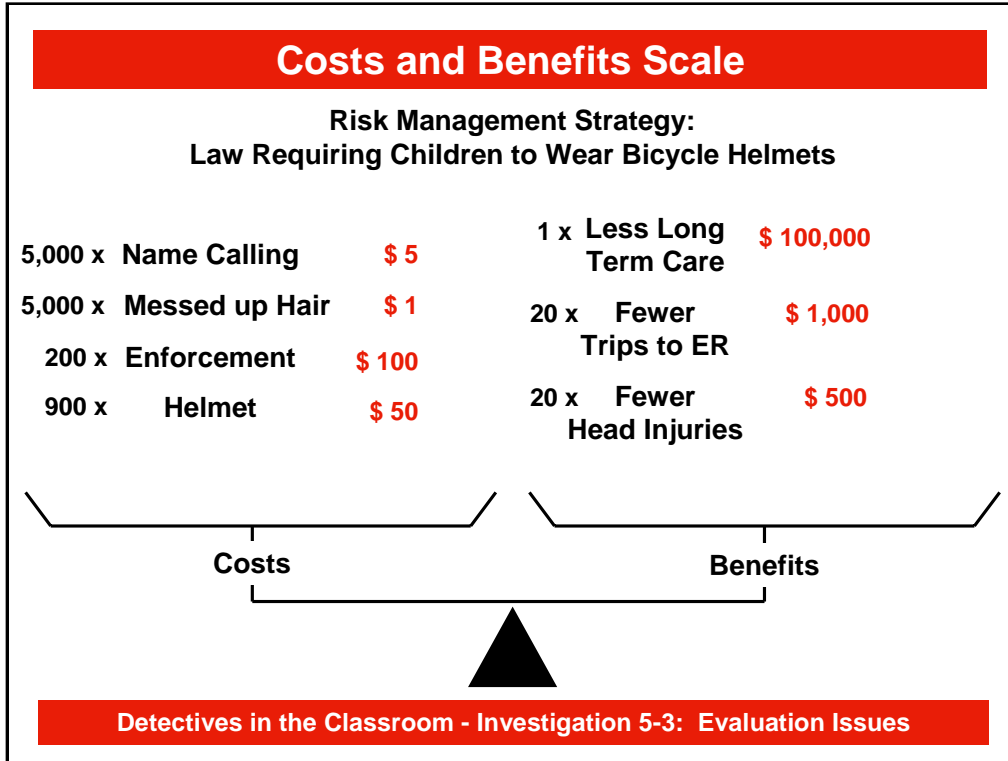 Costs and Benefits Scale
Risk Management Strategy:
Law Requiring Children to Wear Bicycle Helmets
5,000 x Name Calling $ 5
5,000 x Messed up Hair $ 1
200 x Enforcement $ 100
900 x Helmet $ 50
1 x Less Long $ 100,000
Term Care
20 x Fewer $ 1,000
Trips to ER
20 x Fewer $ 500
Head Injuries
Costs
Benefits
Detectives in the Classroom - Investigation 5-3: Evaluation Issues